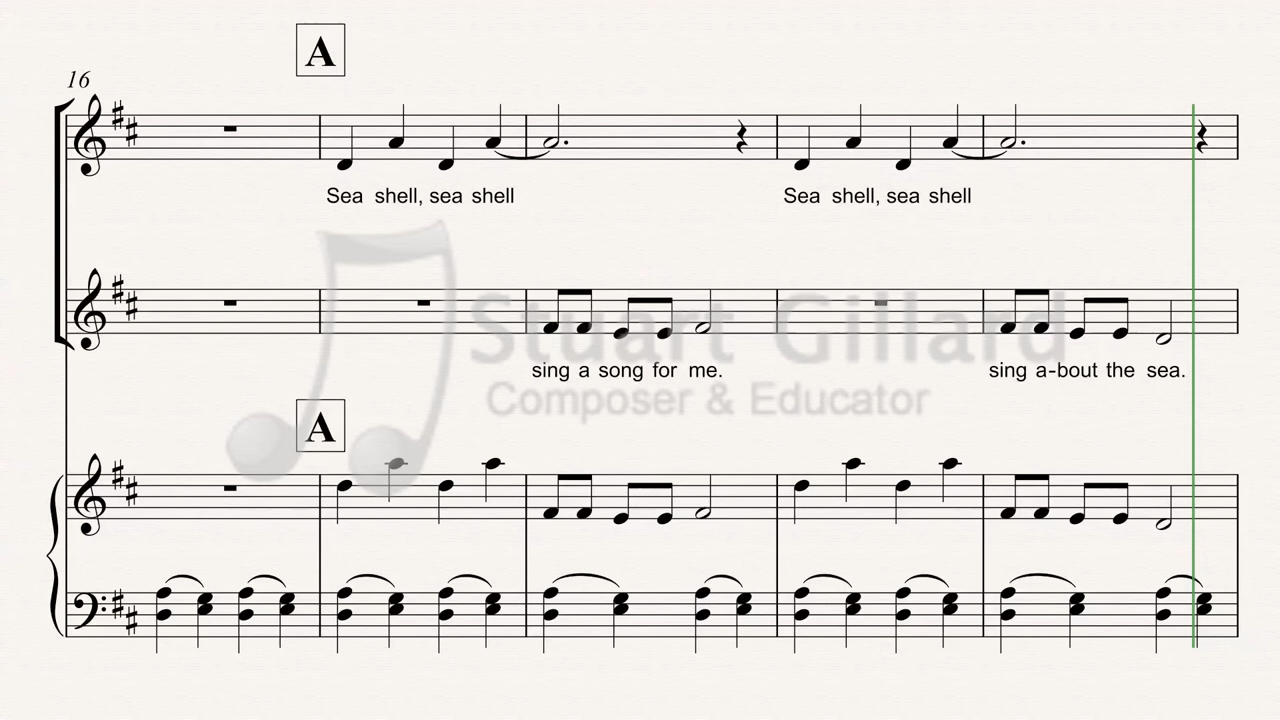 A
16
Sea shell, sea shell Sea shell, sea shell
Stuart Gillard
sing a song for me. sing a-bout the sea.
Composer & Educator
A